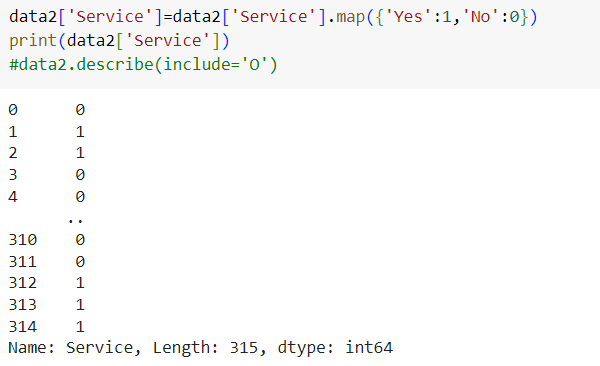 data2['Service']=data2['Service'].map({'Yes':1,'No':0})
print(data2['Service'])
#data2.describe(include='O')
0      0
1      1
2      1
3      0
4      0
      ..
310    0
311    0
312    1
313    1
314    1
Name: Service, Length: 315, dtype: int64